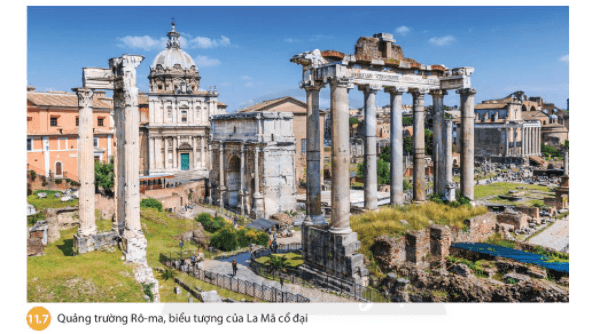 11.7 Quảng trường Rô-ma, biểu tượng của La Mã cổ đại